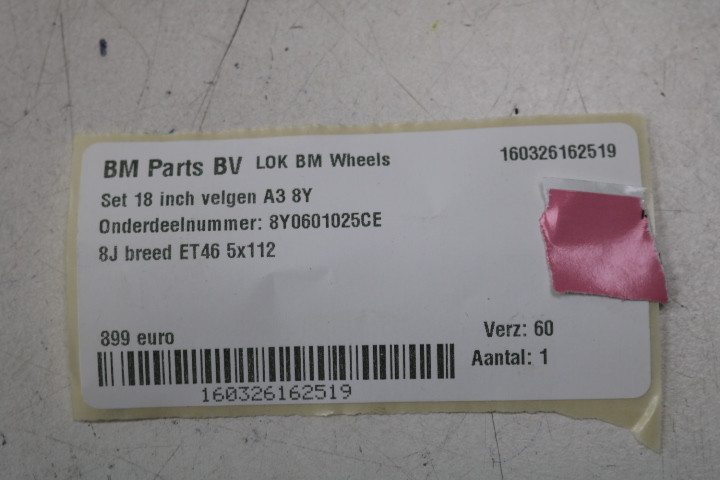 BM Parts BV LOK BM Wheels 160326162519
Set 18 inch velgen A3 8Y
Onderdeelnummer: 8Y0601025CE
8J breed ET46 5x112
899 euro
Verz: 60
Aantal: 1
160326162519